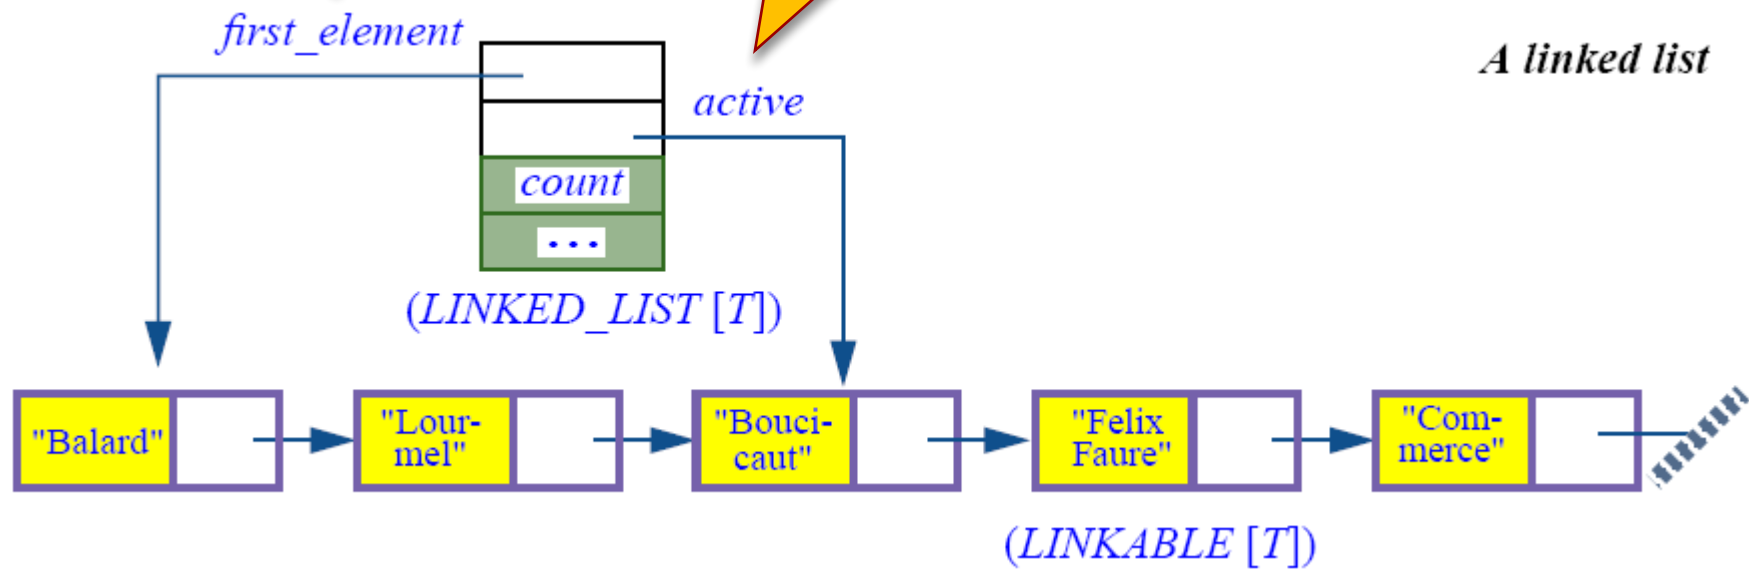 first_element
A linked list
active
count
...
(LINKED_LIST [T])
"Balard"
"Lour-
mel"
"Bouci-
caut"
"Felix
Faure"
"Com-
merce"
(LINKABLE [T])